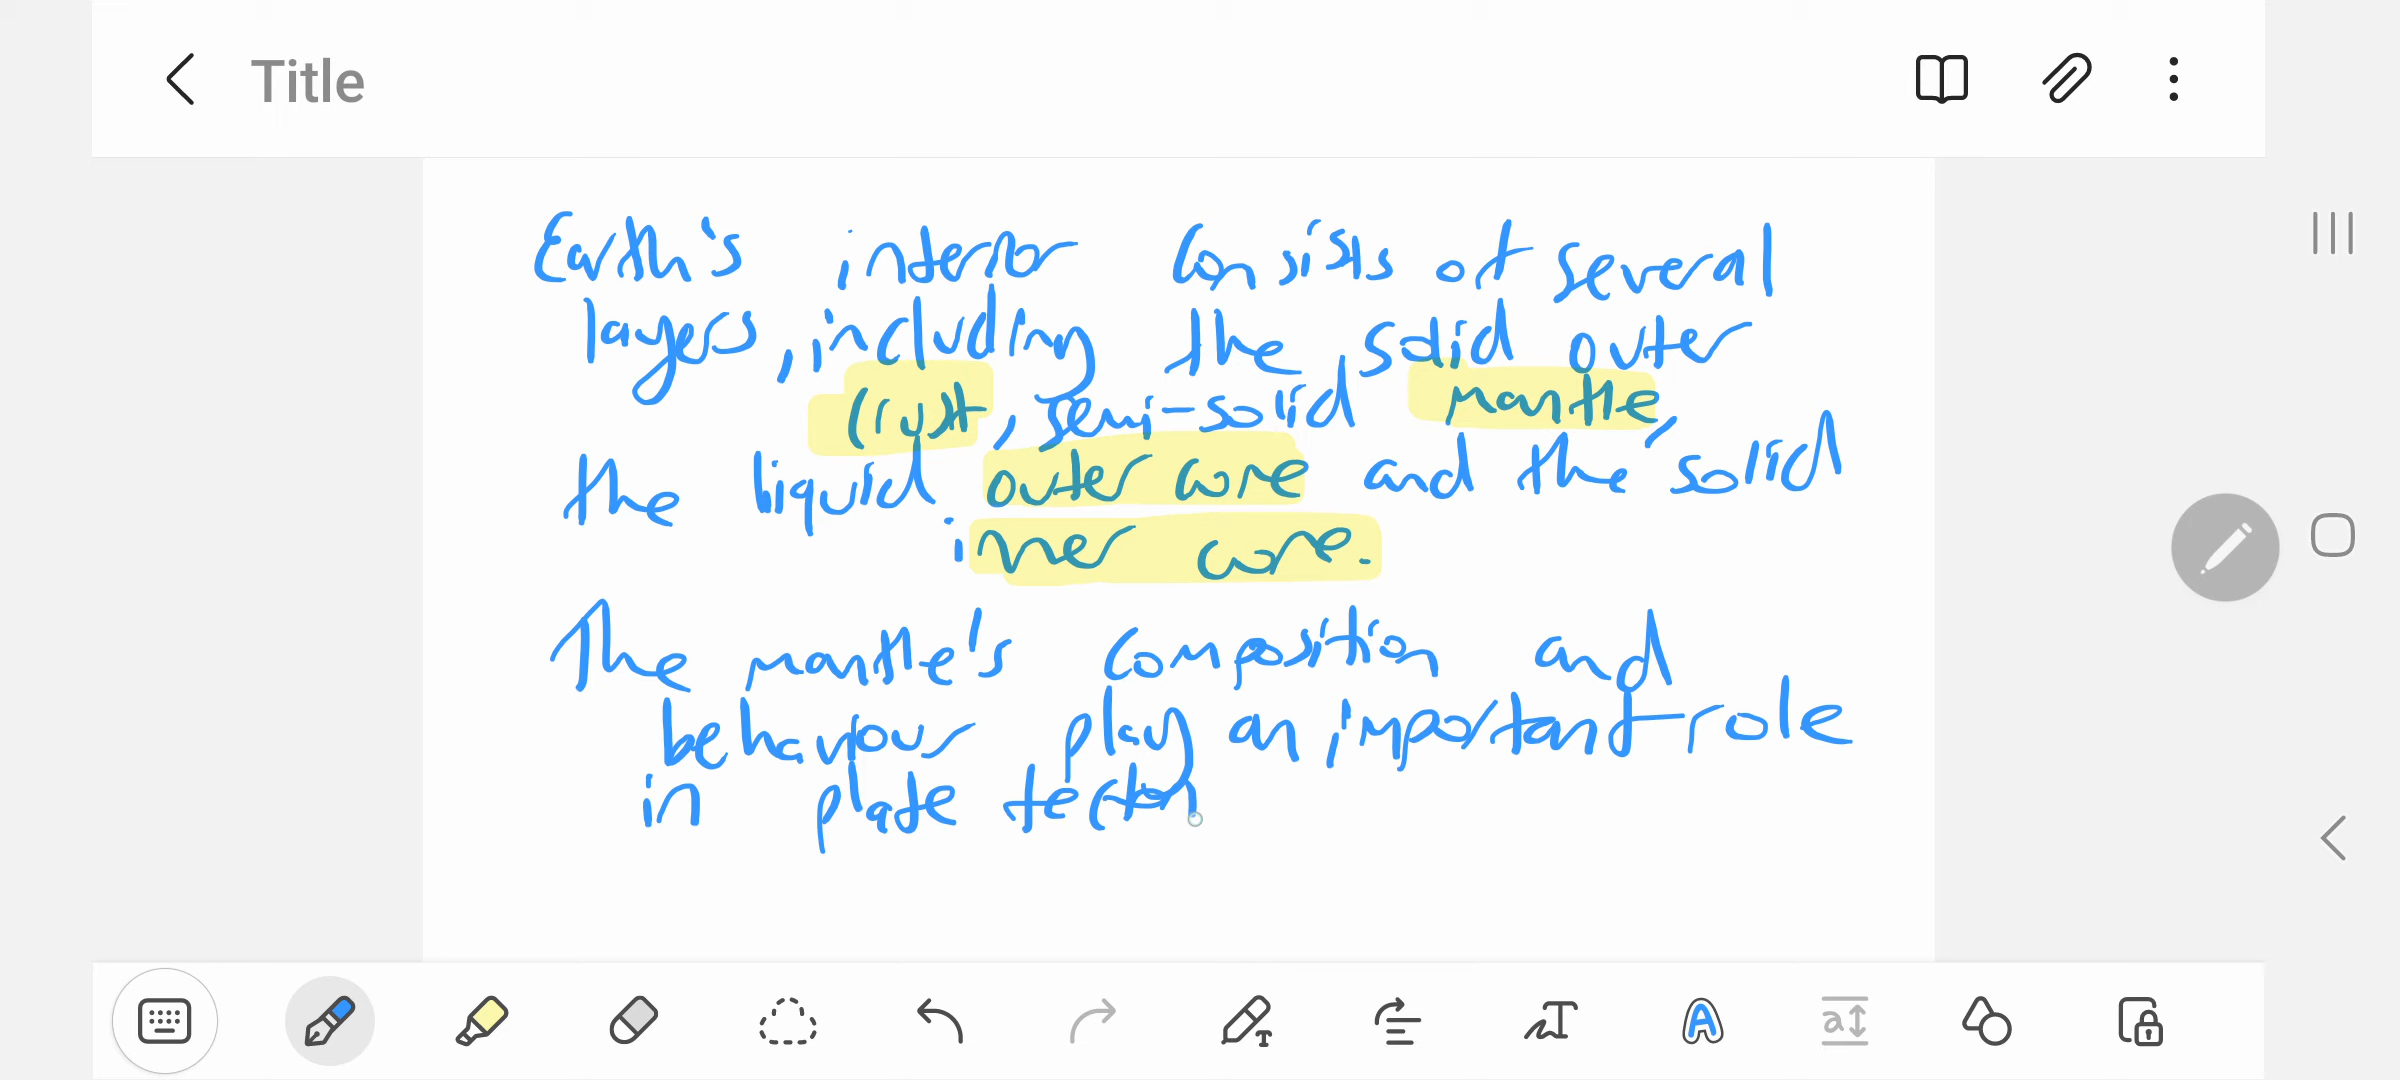 Title
Earth's interior consists of several
layers, including the solid outer
crust, semi-solid mantle,
the liquid outer core and the solid
inner core.
The mantle's composition and
behaviour play an important role
in plate tecton